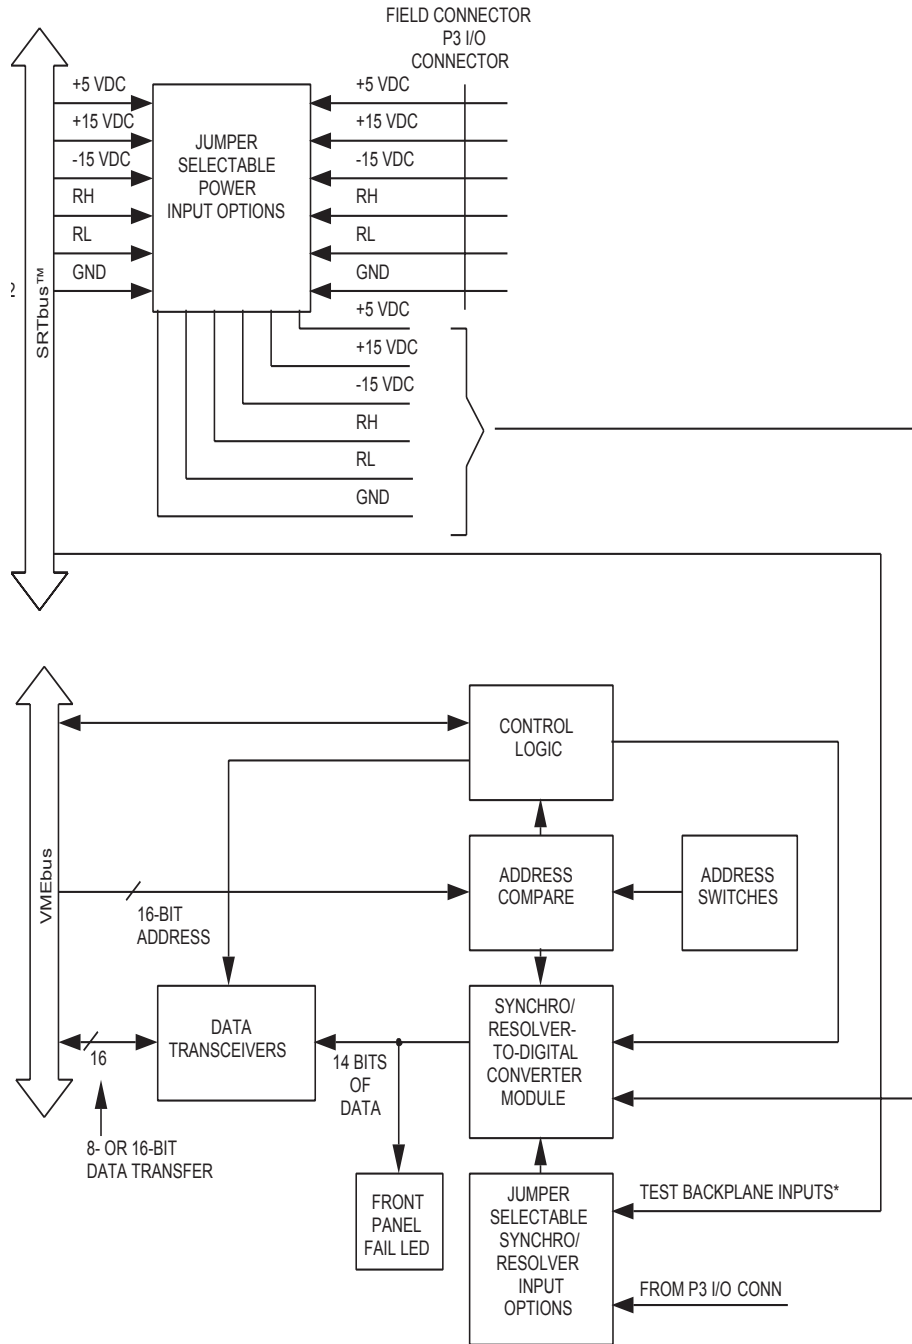 FIELD CONNECTOR
P3 I/O
CONNECTOR
+5 VDC
+15 VDC
-15 VDC
RH
RL
GND
JUMPER
SELECTABLE
POWER
INPUT OPTIONS
+5 VDC
+15 VDC
-15 VDC
RH
RL
GND
+5 VDC
+15 VDC
-15 VDC
RH
RL
GND
SRTbus™
VMEbus
CONTROL
LOGIC
ADDRESS
COMPARE
ADDRESS
SWITCHES
16-BIT
ADDRESS
DATA
TRANSCEIVERS
16
14 BITS
OF
DATA
SYNCHRO/
RESOLVER-
TO-DIGITAL
CONVERTER
MODULE
8- OR 16-BIT
DATA TRANSFER
FRONT
PANEL
FAIL LED
JUMPER
SELECTABLE
SYNCHRO/
RESOLVER
INPUT
OPTIONS
TEST BACKPLANE INPUTS*
FROM P3 I/O CONN